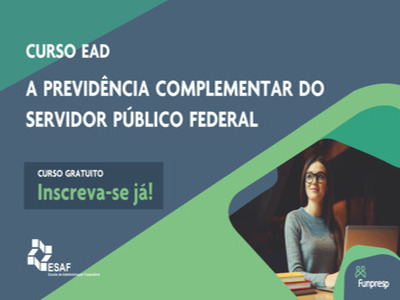 CURSO EAD
A PREVIDÊNCIA COMPLEMENTAR DO
SERVIDOR PÚBLICO FEDERAL
CURSO GRATUITO
Inscreva-se já!
ESAF
Funpresp